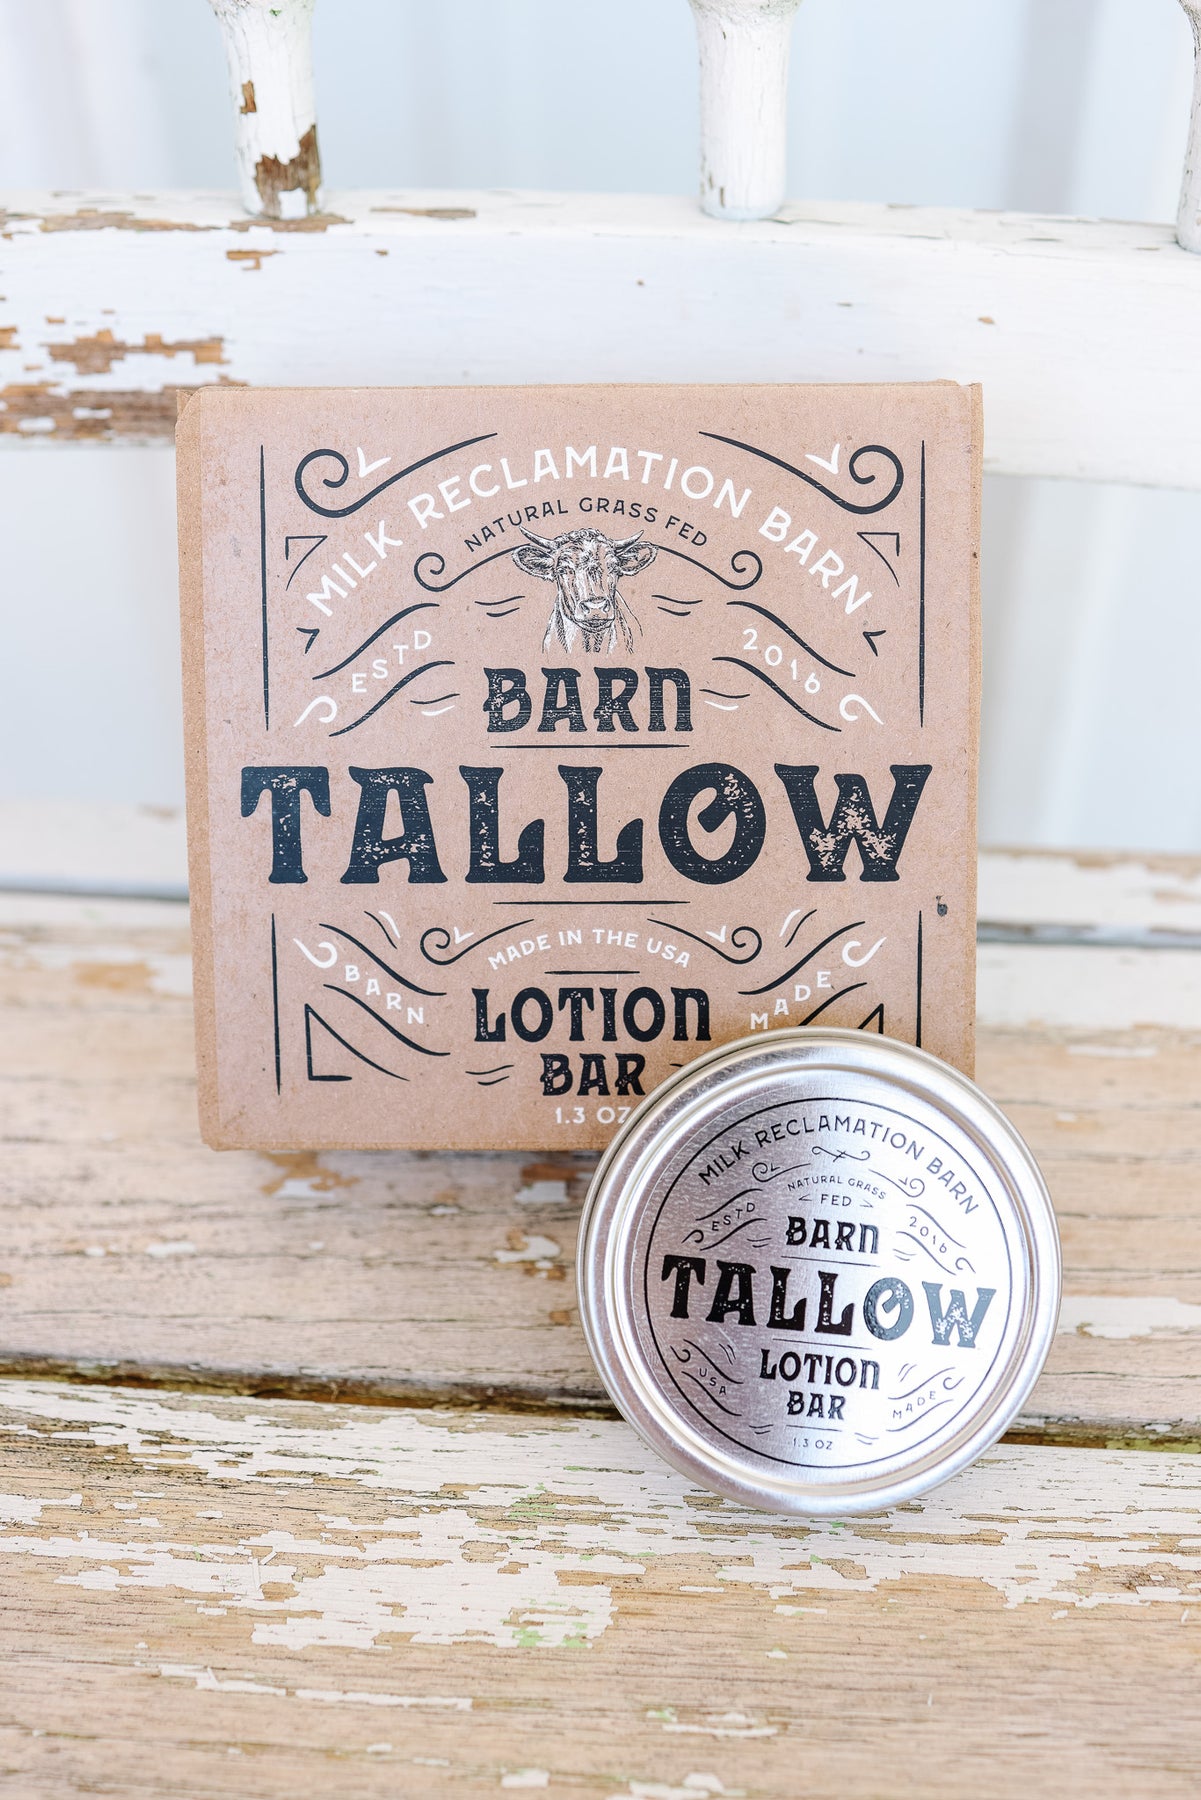 MILK RECLAMATION BARN
NATURAL GRASS FED
ESTD
2016
BARN
TALLOW
MADE IN THE USA
BARN
MADE
LOTION
BAR
1.3 OZ
MILK RECLAMATION BARN
NATURAL GRASS
FED
ESTD
2016
BARN
TALLOW
LOTION
BAR
USA
MADE
1.3 OZ